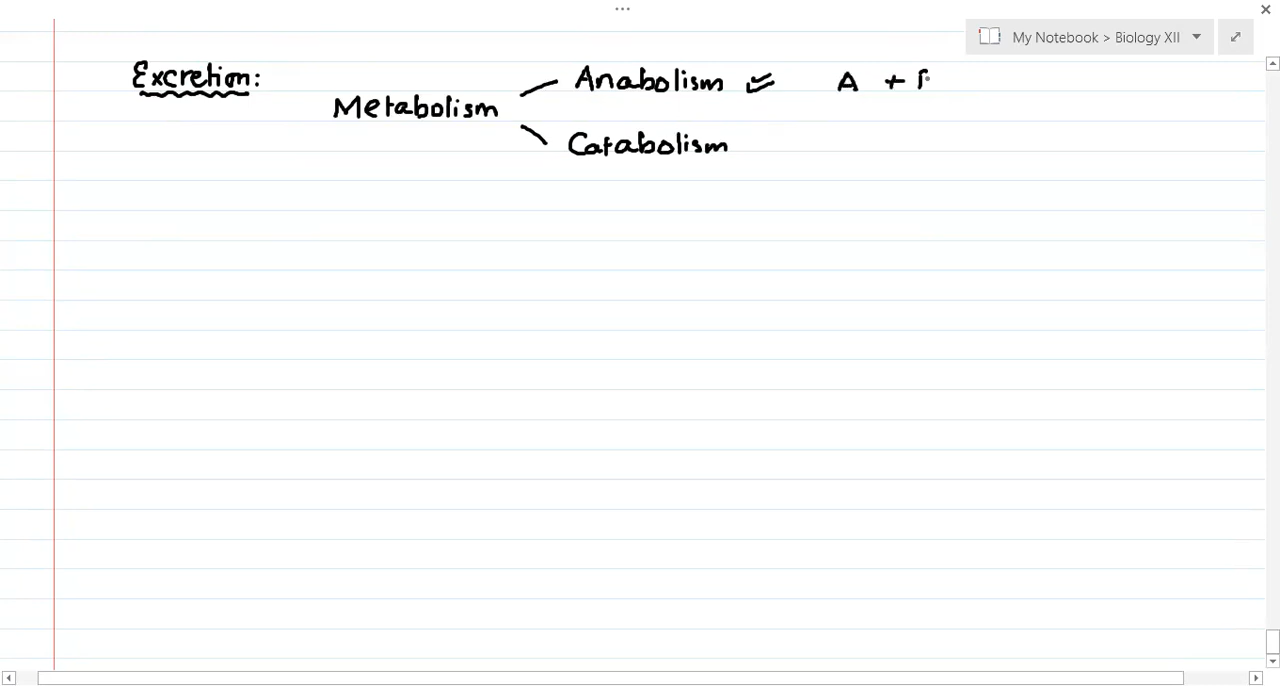 My Notebook > Biology XII
Excretion:
Anabolism A +
Metabolism
Catabolism